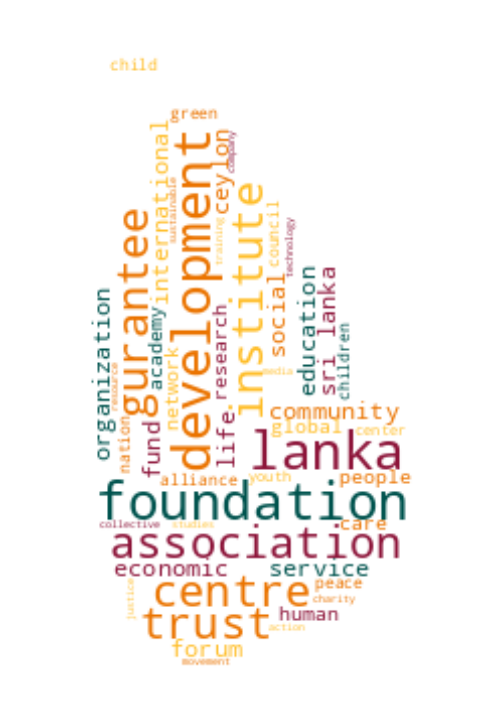 child
green
international
sustainable
development
ceylon
company
training
gurantee
institute
council
technology
social
education
sri lanka
children
organization
resource
academy
network
research
media
nation
fund
life
community
global
center
lanka
alliance
youth
people
foundation
collective
studies
care
association
economic
service
justice
centre
peace
charity
trust
human
action
forum
movement